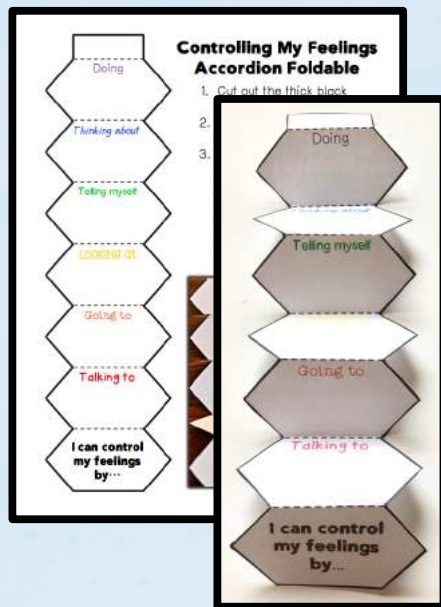 Controlling My Feelings
Accordion Foldable
1. Cut out the thick black
2.
3.
Doing
Thinking about
Telling myself
LOOKING at
Going to
Talking to
I can control
my feelings
by...
Doing
Telling myself
Going to
Talking to
I can control
my feelings
by...